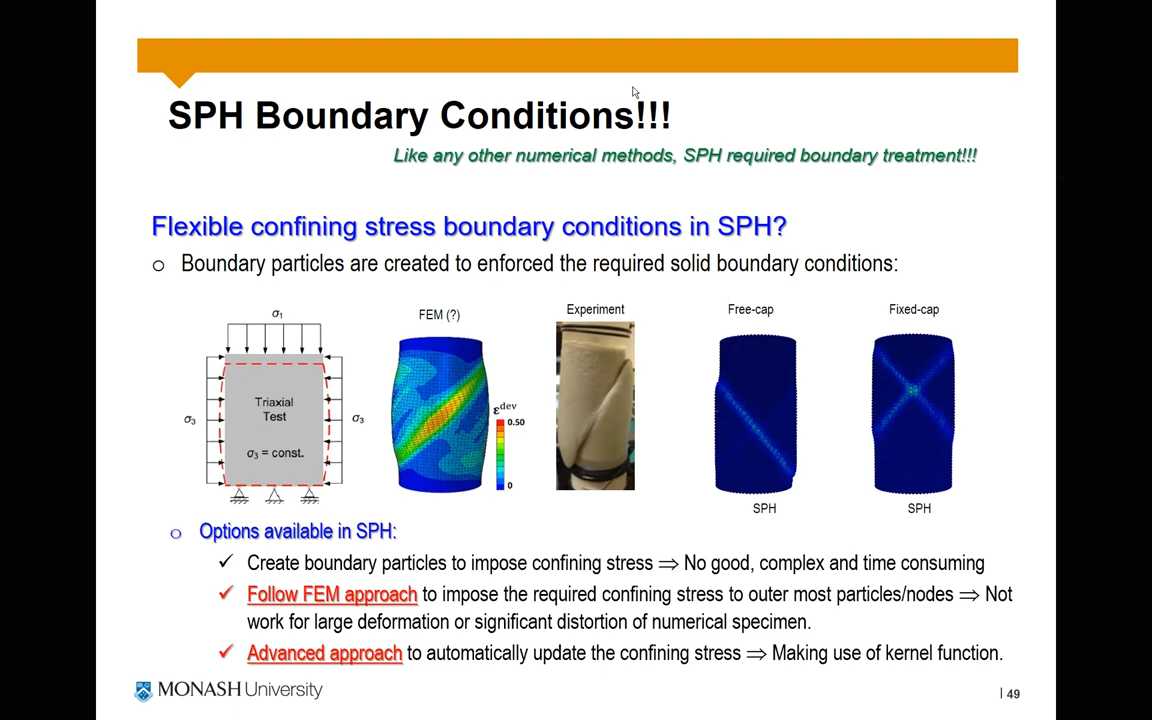 SPH Boundary Conditions!!!
Like any other numerical methods, SPH required boundary treatment!!!
Flexible confining stress boundary conditions in SPH?
o Boundary particles are created to enforced the required solid boundary conditions:
σ1
FEM (?)
Experiment
Free-cap
Fixed-cap
σ3
Triaxial
Test
σ3 = const.
σ3
εdev
0.50
0
SPH
SPH
o Options available in SPH:
✓ Create boundary particles to impose confining stress ⇒ No good, complex and time consuming
✓ Follow FEM approach to impose the required confining stress to outer most particles/nodes ⇒ Not
work for large deformation or significant distortion of numerical specimen.
✓ Advanced approach to automatically update the confining stress ⇒ Making use of kernel function.
MONASH University
| 49